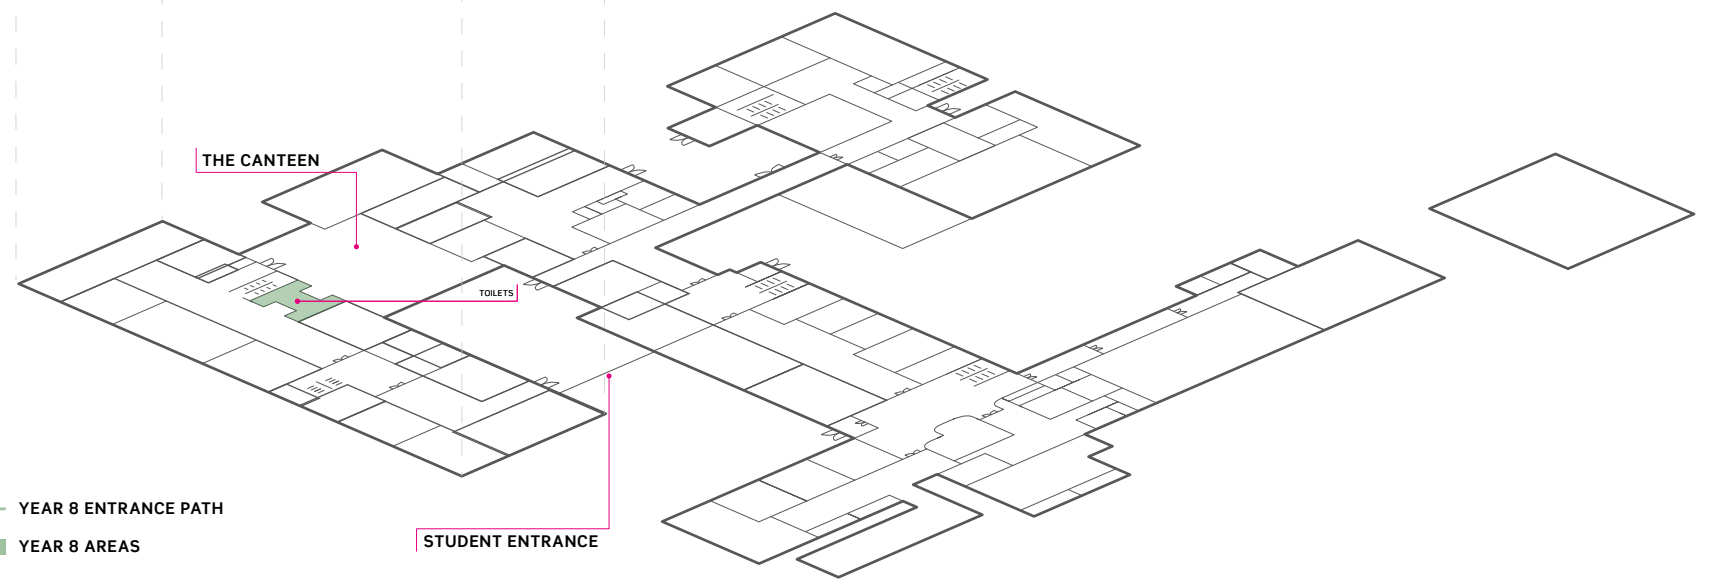 THE CANTEEN
TOILETS
YEAR 8 ENTRANCE PATH
STUDENT ENTRANCE
YEAR 8 AREAS